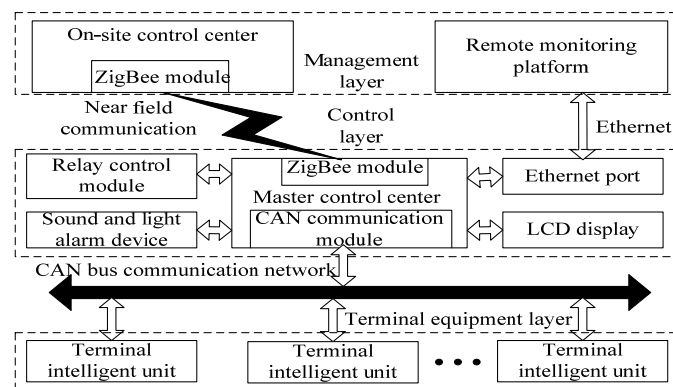 On-site control center
ZigBee module
Management
layer
Remote monitoring
platform
Near field
communication
Control
layer
Ethernet
Relay control
module
ZigBee module
Master control center
CAN communication
module
Ethernet port
Sound and light
alarm device
LCD display
CAN bus communication network
Terminal equipment layer
Terminal
intelligent unit
Terminal
intelligent unit
Terminal
intelligent unit